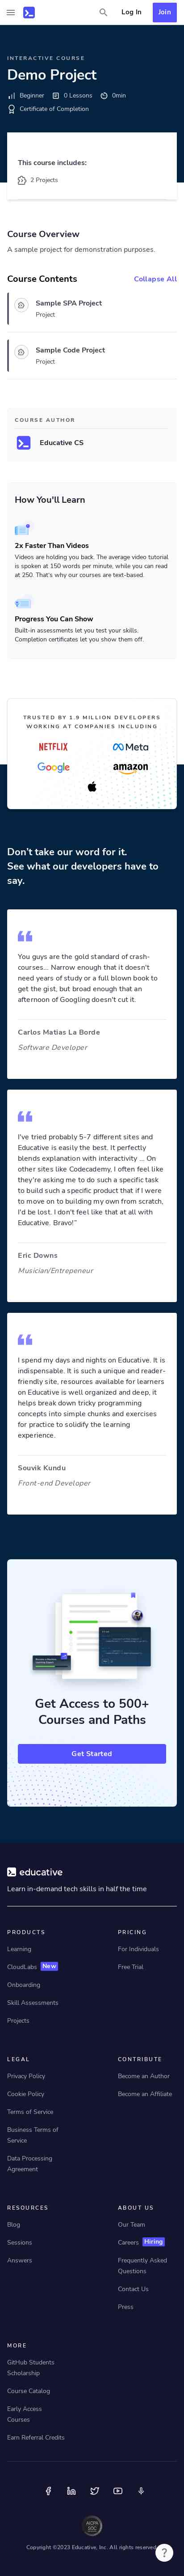 Log In
Join
INTERACTIVE COURSE
Demo Project
Beginner
0 Lessons
0min
Certificate of Completion
This course includes:
2 Projects
Course Overview
A sample project for demonstration purposes.
Course Contents
Collapse All
Sample SPA Project
Project
Sample Code Project
Project
COURSE AUTHOR
Educative CS
How You'll Learn
2x Faster Than Videos
Videos are holding you back. The average video tutorial
is spoken at 150 words per minute, while you can read
at 250. That's why our courses are text-based.
Progress You Can Show
Built-in assessments let you test your skills.
Completion certificates let you show them off.
TRUSTED BY 1.9 MILLION DEVELOPERS
WORKING AT COMPANIES INCLUDING
NETFLIX
Meta
Google
amazon
Don't take our word for it.
See what our developers have to
say.
You guys are the gold standard of crash-
courses... Narrow enough that it doesn't
need years of study or a full blown book to
get the gist, but broad enough that an
afternoon of Googling doesn't cut it.
Carlos Matias La Borde
Software Developer
I've tried probably 5-7 different sites and
Educative is easily the best. It perfectly
blends explanation with interactivity ... On
other sites like Codecademy, I often feel like
they're asking me to do such a specific task
to build such a specific product that if I were
to move on to building my own from scratch,
I'd be lost. I don't feel like that at all with
Educative. Bravo!"
Eric Downs
Musician/Entrepeneur
I spend my days and nights on Educative. It is
indispensable. It is such a unique and reader-
friendly site, resources available for learners
on Educative is well organized and deep, it
helps break down tricky programming
concepts into simple chunks and exercises
for practice to solidify the learning
experience.
Souvik Kundu
Front-end Developer
Get Access to 500+
Courses and Paths
Get Started
educative
Learn in-demand tech skills in half the time
PRODUCTS
Learning
CloudLabs New
Onboarding
Skill Assessments
Projects
PRICING
For Individuals
Free Trial
LEGAL
Privacy Policy
Cookie Policy
Terms of Service
Business Terms of
Service
Data Processing
Agreement
CONTRIBUTE
Become an Author
Become an Affiliate
RESOURCES
Blog
Sessions
Answers
ABOUT US
Our Team
Careers Hiring
Frequently Asked
Questions
Contact Us
Press
MORE
GitHub Students
Scholarship
Course Catalog
Early Access
Courses
Earn Referral Credits
AICPA
SOC
Copyright ©2023 Educative, Inc. All rights reserved.